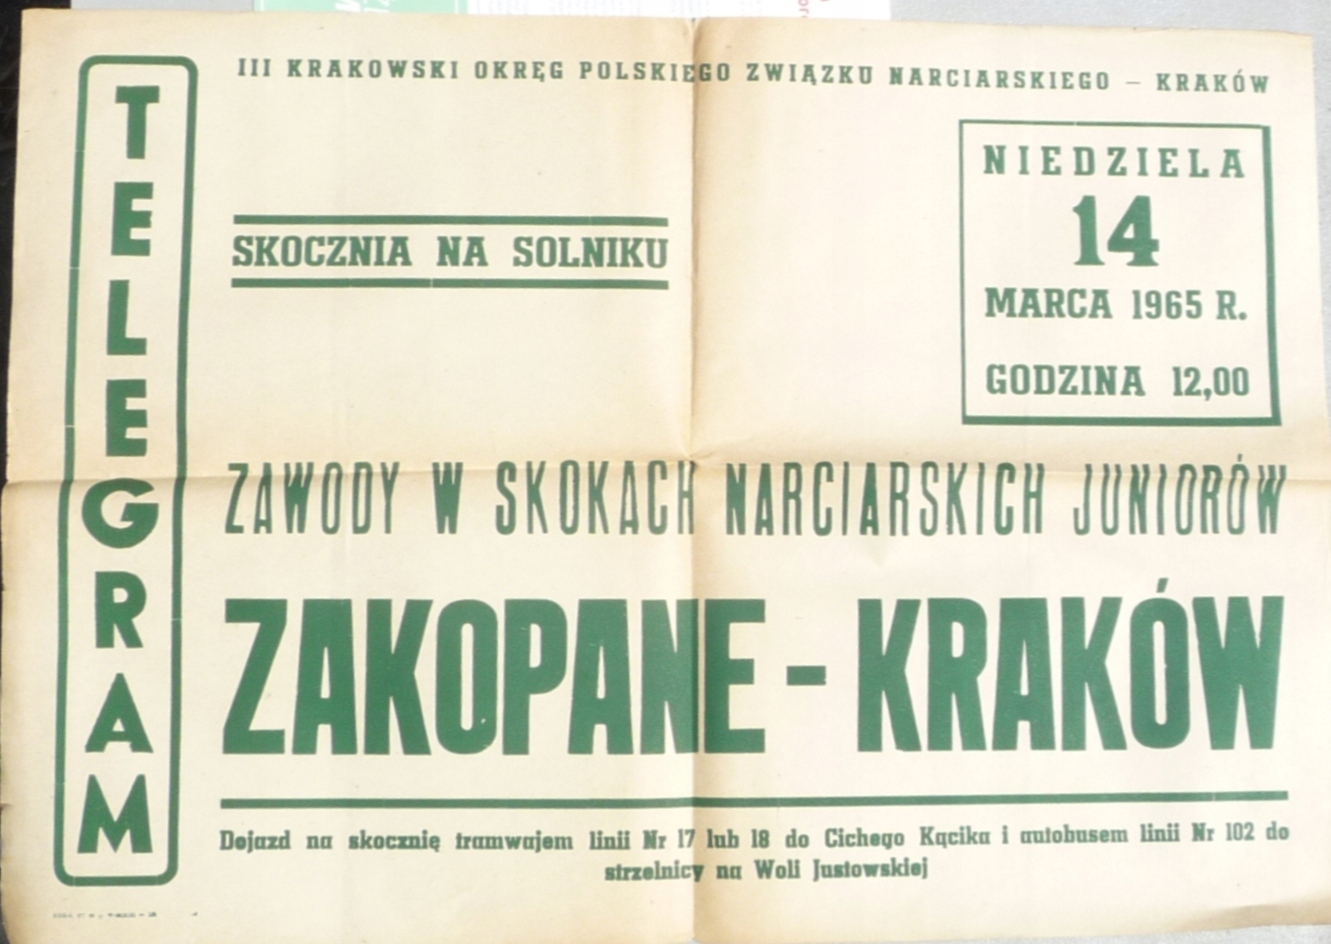 TELEGRAM
III KRAKOWSKI OKRĘG POLSKIEGO ZWIĄZKU NARCIARSKIEGO – KRAKÓW
SKOCZNIA NA SOLNIKU
NIEDZIELA
14
MARCA 1965 R.
GODZINA 12,00
ZAWODY W SKOKACH NARCIARSKICH JUNIORÓW
ZAKOPANE - KRAKÓW
Dojazd na skocznię tramwajem linii Nr 17 lub 18 do Cichego Kącika i autobusem linii Nr 102 do
strzelnicy na Woli Justowskiej